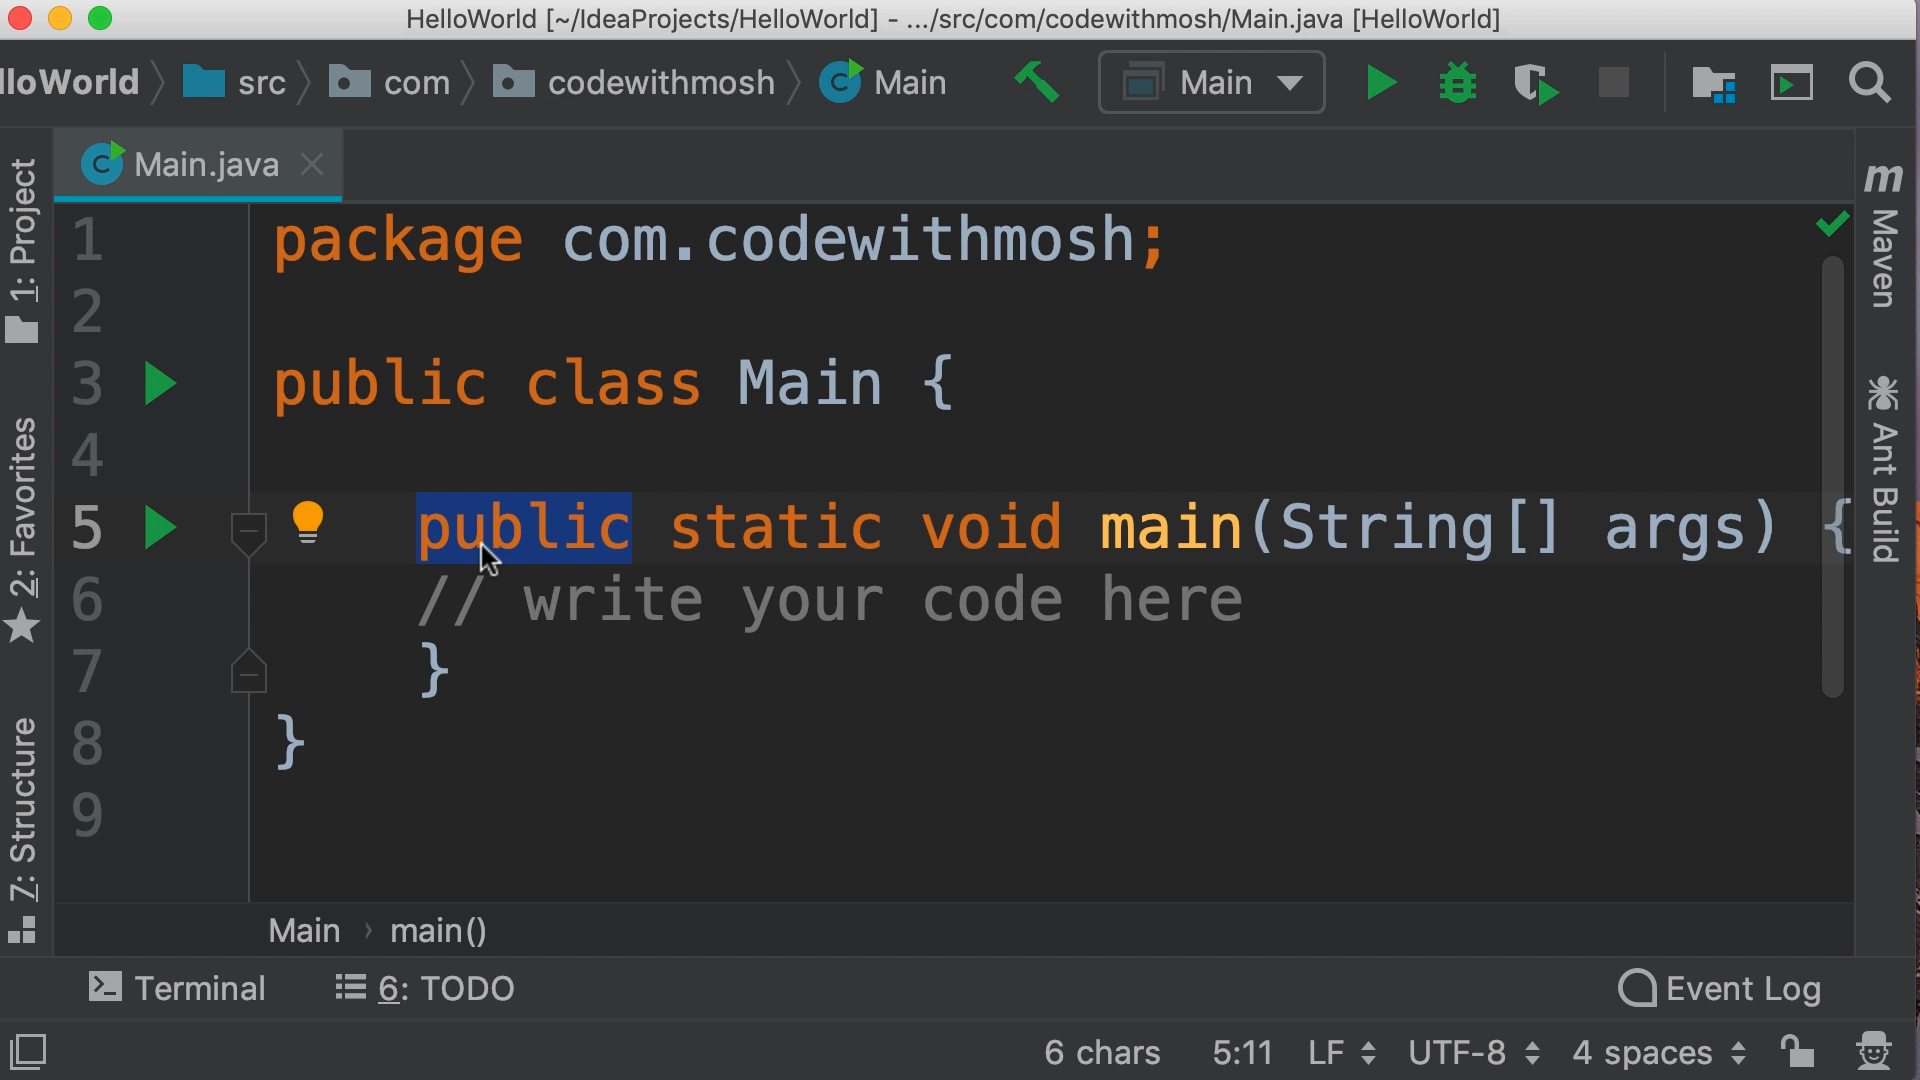 HelloWorld [~/IdeaProjects/HelloWorld] - .../src/com/codewithmosh/Main.java [HelloWorld]
lloWorld src com codewithmosh Main Main
Main.java
1 package com.codewithmosh;
2
3 public class Main {
4
5 public static void main(String[] args) {
6 // write your code here
7 }
8 }
9
1: Project
2: Favorites
7: Structure
m Maven
Ant Build
Main › main()
Terminal 6: TODO Event Log
6 chars 5:11 LF UTF-8 4 spaces